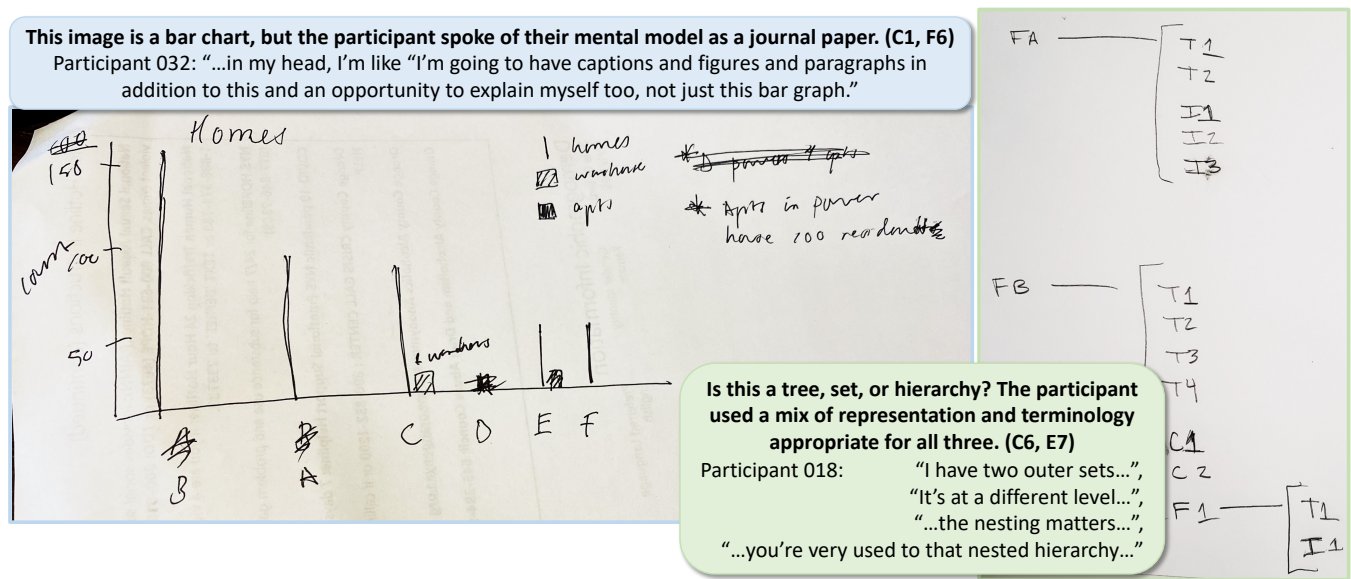 This image is a bar chart, but the participant spoke of their mental model as a journal paper. (C1, F6)
Participant 032: “...in my head, I’m like “I’m going to have captions and figures and paragraphs in
addition to this and an opportunity to explain myself too, not just this bar graph.”
Homes
600
150
count
100
50
homes
warehouse
apts
D power 4 apts
* Apts in power
have 100
A
B
B
A
C
D
E
F
FA
T1
T2
I1
I2
I3
FB
T1
T2
T3
T4
C1
C2
F1
T1
I1
Is this a tree, set, or hierarchy? The participant
used a mix of representation and terminology
appropriate for all three. (C6, E7)
Participant 018: “I have two outer sets...”,
“It’s at a different level...”,
“...the nesting matters...”,
“...you’re very used to that nested hierarchy...”